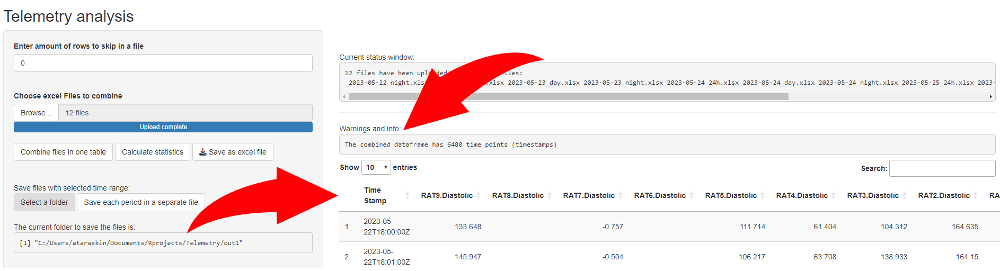 Telemetry analysis
Enter amount of rows to skip in a file
0
Choose excel Files to combine
Browse... 12 files
Upload complete
Combine files in one table Calculate statistics Save as excel file
Save files with selected time range:
Select a folder Save each period in a separate file
The current folder to save the files is:
[1] "C:/Users/ataraskin/Documents/Rprojects/Telemetry/out1"
Current status window:
12 files have been
2023-05-22_night.xlsx 2023-05-23_day.xlsx 2023-05-23_night.xlsx 2023-05-24_24h.xlsx 2023-05-24_day.xlsx 2023-05-24_night.xlsx 2023-05-25_24h.xlsx 2023-
Warnings and info:
The combined dataframe has 6480 time points (timestamps)
Show 10 entries
Search:
Time Stamp RAT9.Diastolic RAT8.Diastolic RAT7.Diastolic RAT6.Diastolic RAT5.Diastolic RAT4.Diastolic RAT3.Diastolic RAT2.Diastolic RA
1 2023-05-22T18:00:00Z 133.648 -0.757 111.714 61.404 104.312 164.635
2 2023-05-22T18:01:00Z 145.947 -0.504 106.217 63.708 138.933 164.15